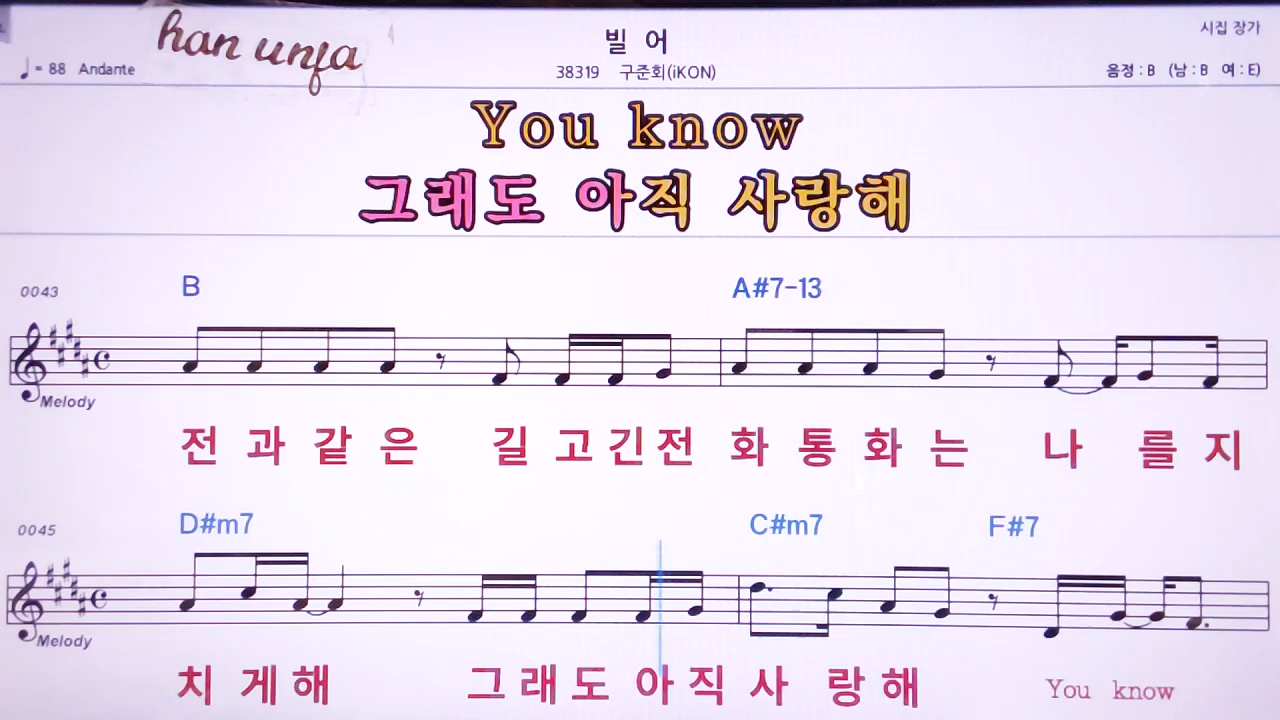 han unja
빌 어
시집 장가
♩= 88 Andante
38319 구준회(iKON)
음정 : B (남 : B 여 : E)
You know
그래도 아직 사랑해
0043
B
A#7-13
Melody
전 과 같 은 길 고 긴 전 화 통 화 는 나 를 지
0045
D#m7
C#m7
F#7
Melody
치 게 해 그 래 도 아 직 사 랑 해 You know